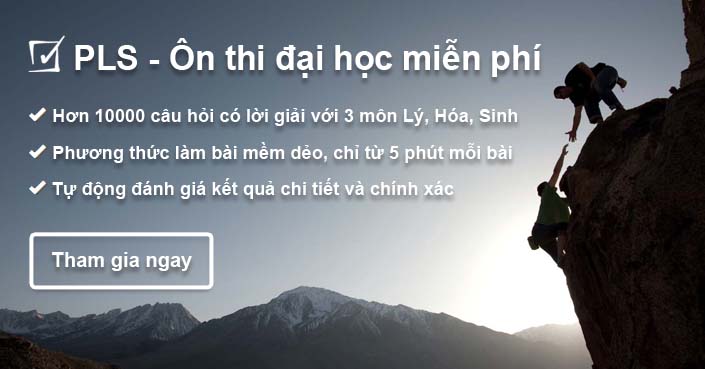 PLS - Ôn thi đại học miễn phí
Hơn 10000 câu hỏi có lời giải với 3 môn Lý, Hóa, Sinh
Phương thức làm bài mềm dẻo, chỉ từ 5 phút mỗi bài
Tự động đánh giá kết quả chi tiết và chính xác
Tham gia ngay